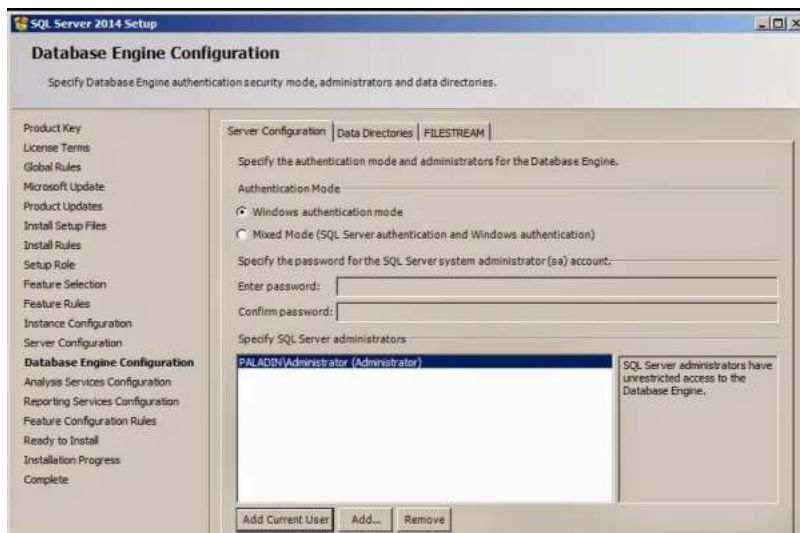 SQL Server 2014 Setup
Database Engine Configuration
Specify Database Engine authentication security mode, administrators and data directories.
Product Key
License Terms
Global Rules
Microsoft Update
Product Updates
Install Setup Files
Install Rules
Setup Role
Feature Selection
Feature Rules
Instance Configuration
Server Configuration
Database Engine Configuration
Analysis Services Configuration
Reporting Services Configuration
Feature Configuration Rules
Ready to Install
Installation Progress
Complete
Server Configuration Data Directories FILESTREAM
Specify the authentication mode and administrators for the Database Engine.
Authentication Mode
Windows authentication mode
Mixed Mode (SQL Server authentication and Windows authentication)
Specify the password for the SQL Server system administrator (sa) account.
Enter password:
Confirm password:
Specify SQL Server administrators
PALADIN\Administrator (Administrator)
SQL Server administrators have
unrestricted access to the
Database Engine.
Add Current User Add... Remove